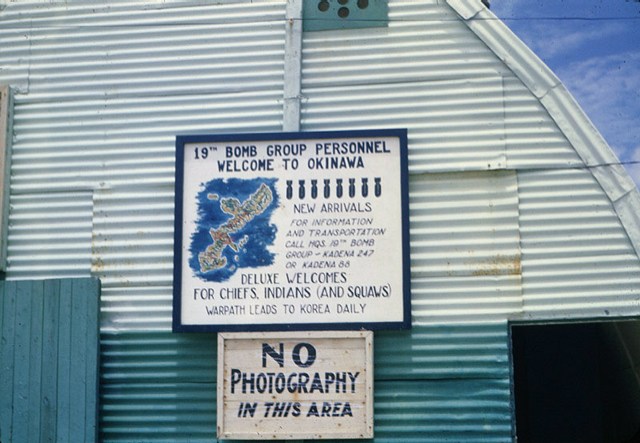 19TH BOMB GROUP PERSONNEL
WELCOME TO OKINAWA
NEW ARRIVALS
FOR INFORMATION
AND TRANSPORTATION
CALL HQS. 19TH BOMB
GROUP - KADENA 247
OR KADENA 88
DELUXE WELCOMES
FOR CHIEFS, INDIANS (AND SQUAWS)
WARPATH LEADS TO KOREA DAILY
NO
PHOTOGRAPHY
IN THIS AREA